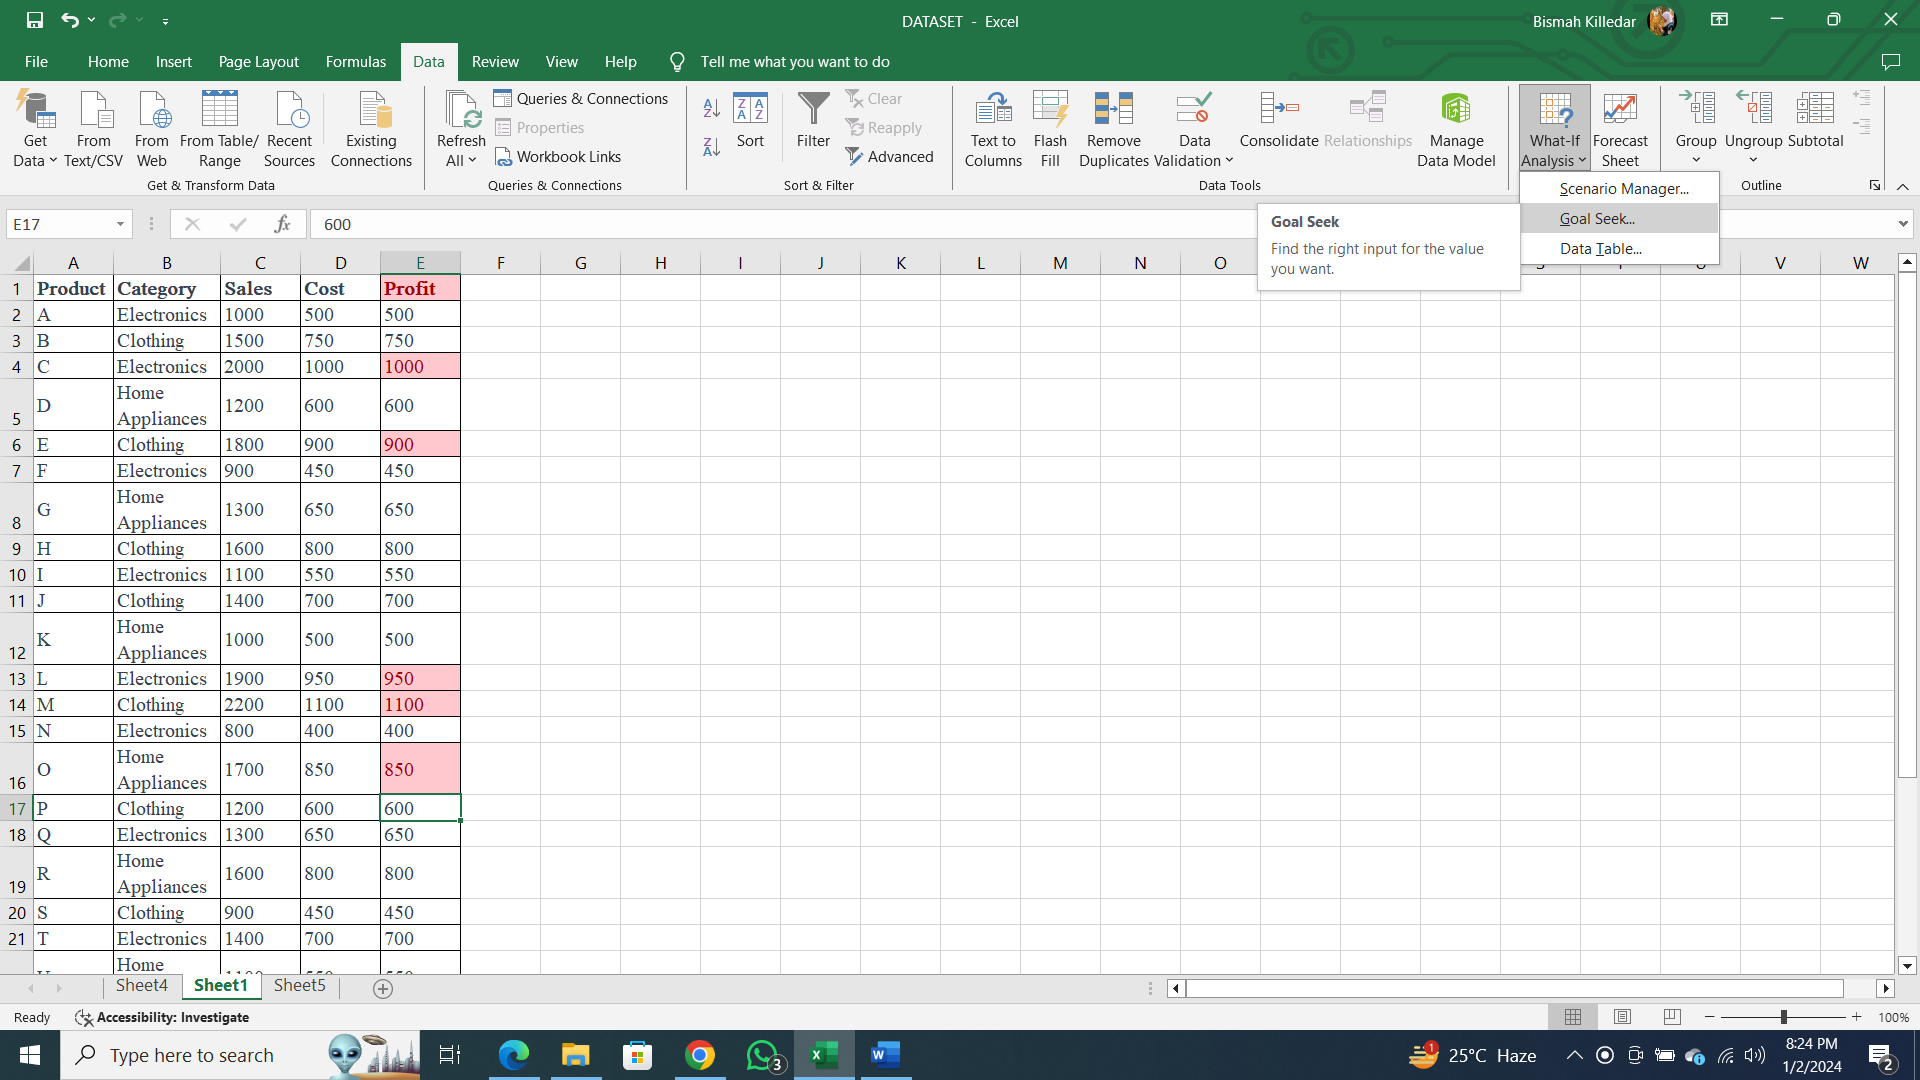 DATASET - Excel
Bismah Killedar
File Home Insert Page Layout Formulas Data Review View Help Tell me what you want to do
Get Data
From Text/CSV
From Web
From Table/ Range
Recent Sources
Existing Connections
Get & Transform Data
Refresh All
Queries & Connections
Properties
Workbook Links
Queries & Connections
Sort
Filter
Clear
Reapply
Advanced
Sort & Filter
Text to Columns
Flash Fill
Remove Duplicates
Data Validation
Consolidate
Relationships
Manage Data Model
Data Tools
What-If Analysis
Forecast Sheet
Group
Ungroup
Subtotal
Outline
Scenario Manager...
Goal Seek...
Data Table...
Goal Seek
Find the right input for the value
you want.
E17 fx 600
A B C D E F G H I J K L M N O V W
1 Product Category Sales Cost Profit
2 A Electronics 1000 500 500
3 B Clothing 1500 750 750
4 C Electronics 2000 1000 1000
5 D Home Appliances 1200 600 600
6 E Clothing 1800 900 900
7 F Electronics 900 450 450
8 G Home Appliances 1300 650 650
9 H Clothing 1600 800 800
10 I Electronics 1100 550 550
11 J Clothing 1400 700 700
12 K Home Appliances 1000 500 500
13 L Electronics 1900 950 950
14 M Clothing 2200 1100 1100
15 N Electronics 800 400 400
16 O Home Appliances 1700 850 850
17 P Clothing 1200 600 600
18 Q Electronics 1300 650 650
19 R Home Appliances 1600 800 800
20 S Clothing 900 450 450
21 T Electronics 1400 700 700
Home
Sheet4 Sheet1 Sheet5
Ready Accessibility: Investigate 100%
Type here to search
3
1
25°C Haze
8:24 PM
1/2/2024
2